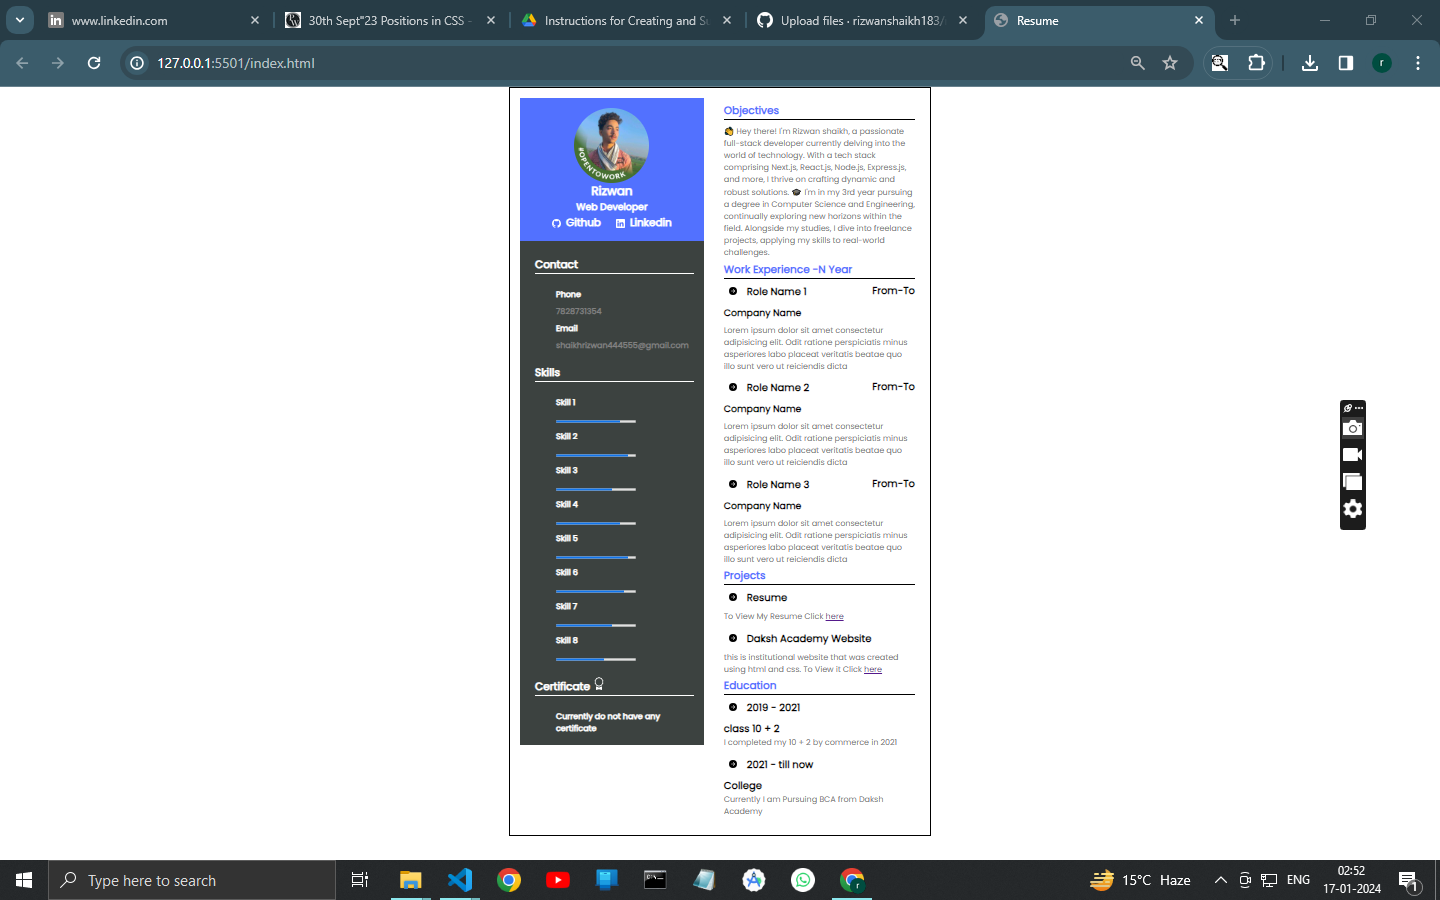 www.linkedin.com
30th Sept"23 Positions in CSS -
Instructions for Creating and Su
Upload files · rizwanshaikh183/
Resume
127.0.0.1:5501/index.html
r
#OPENTOWORK
Rizwan
Web Developer
Github Linkedin
Contact
Phone
7828731354
Email
shaikhrizwan444555@gmail.com
Skills
Skill 1
Skill 2
Skill 3
Skill 4
Skill 5
Skill 6
Skill 7
Skill 8
Certificate
Currently do not have any
certificate
Objectives
Hey there! I'm Rizwan shaikh, a passionate
full-stack developer currently delving into the
world of technology. With a tech stack
comprising Next.js, React.js, Node.js, Express.js,
and more, I thrive on crafting dynamic and
robust solutions. 🎓 I'm in my 3rd year pursuing
a degree in Computer Science and Engineering,
continually exploring new horizons within the
field. Alongside my studies, I dive into freelance
projects, applying my skills to real-world
challenges.
Work Experience -N Year
Role Name 1 From-To
Company Name
Lorem ipsum dolor sit amet consectetur
adipisicing elit. Odit ratione perspiciatis minus
asperiores labo placeat veritatis beatae quo
illo sunt vero ut reiciendis dicta
Role Name 2 From-To
Company Name
Lorem ipsum dolor sit amet consectetur
adipisicing elit. Odit ratione perspiciatis minus
asperiores labo placeat veritatis beatae quo
illo sunt vero ut reiciendis dicta
Role Name 3 From-To
Company Name
Lorem ipsum dolor sit amet consectetur
adipisicing elit. Odit ratione perspiciatis minus
asperiores labo placeat veritatis beatae quo
illo sunt vero ut reiciendis dicta
Projects
Resume
To View My Resume Click here
Daksh Academy Website
this is institutional website that was created
using html and css. To View it Click here
Education
2019 - 2021
class 10 + 2
I completed my 10 + 2 by commerce in 2021
2021 - till now
College
Currently I am Pursuing BCA from Daksh
Academy
Type here to search
15°C Haze
ENG
02:52
17-01-2024
1